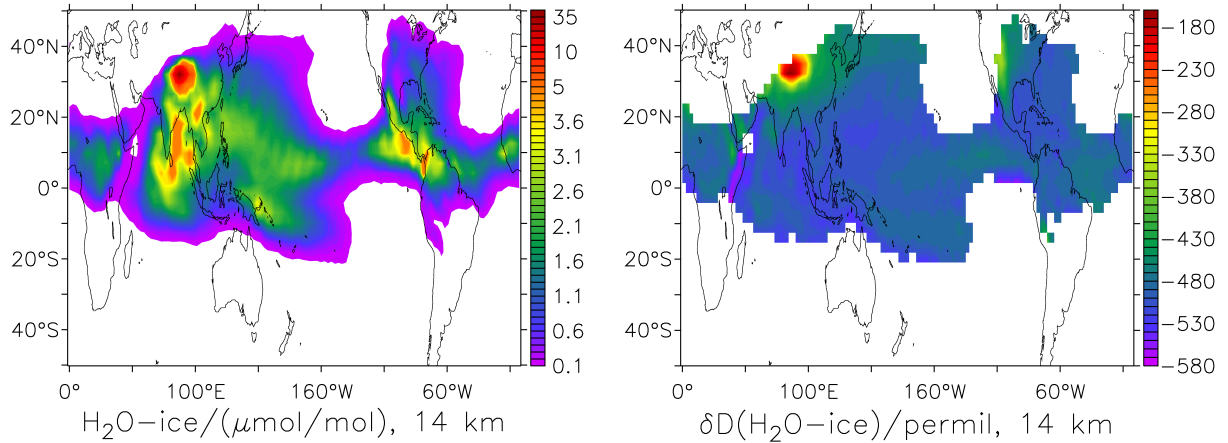 40°N
20°N
0°
20°S
40°S
0° 100°E 160°W 60°W
H₂O−ice/(μmol/mol), 14 km
35
10
5
3.6
3.1
2.6
2.1
1.6
1.1
0.6
0.1
40°N
20°N
0°
20°S
40°S
0° 100°E 160°W 60°W
δD(H₂O−ice)/permil, 14 km
−180
−230
−280
−330
−380
−430
−480
−530
−580